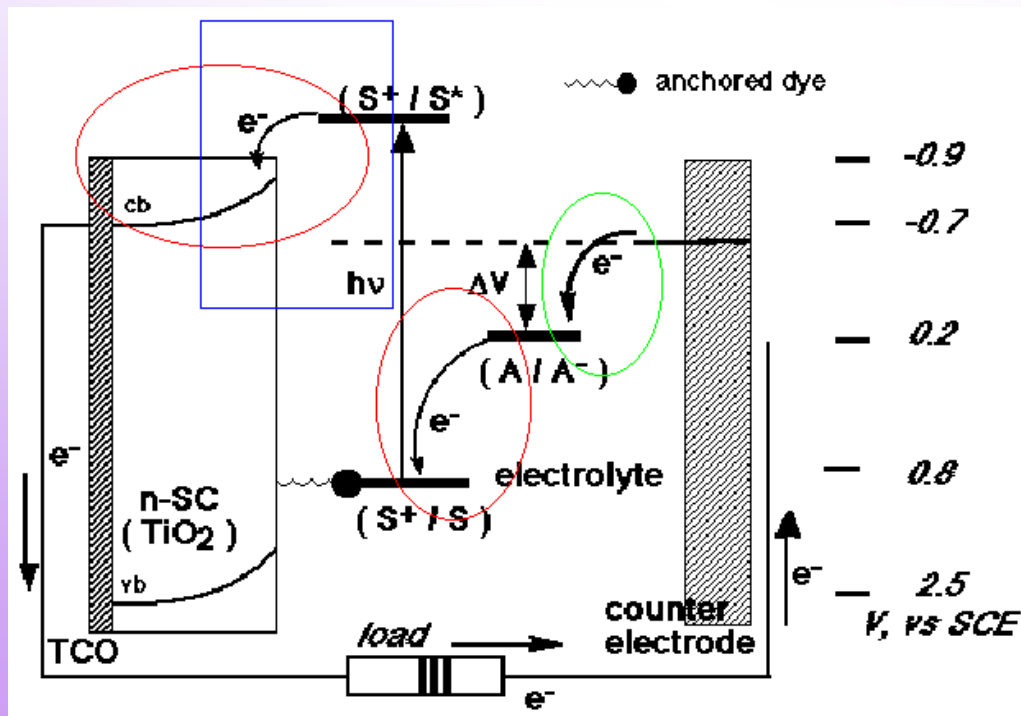 ( S⁺ / S* )
anchored dye
e⁻
-0.9
cb
-0.7
hν
ΔV
e⁻
0.2
( A / A⁻ )
e⁻
e⁻
electrolyte
0.8
n-SC
( TiO₂ )
( S⁺ / S )
vb
e⁻
2.5
counter
electrode
V, vs SCE
load
TCO
e⁻